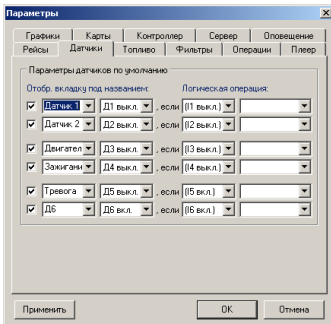 Параметры
Графики Карты Контроллер Сервер Оповещение
Рейсы Датчики Топливо Фильтры Операции Плеер
Параметры датчиков по умолчанию
Отобр. вкладку под названием: Логическая операция:
Датчик 1 Д1 выкл. , если (I1 выкл.)
Датчик 2 Д2 выкл. , если (I2 выкл.)
Двигател Д3 выкл. , если (I3 выкл.)
Зажигани Д4 выкл. , если (I4 выкл.)
Тревога Д5 выкл. , если (I5 вкл.)
Д6 Д6 вкл. , если (I6 вкл.)
Применить OK Отмена